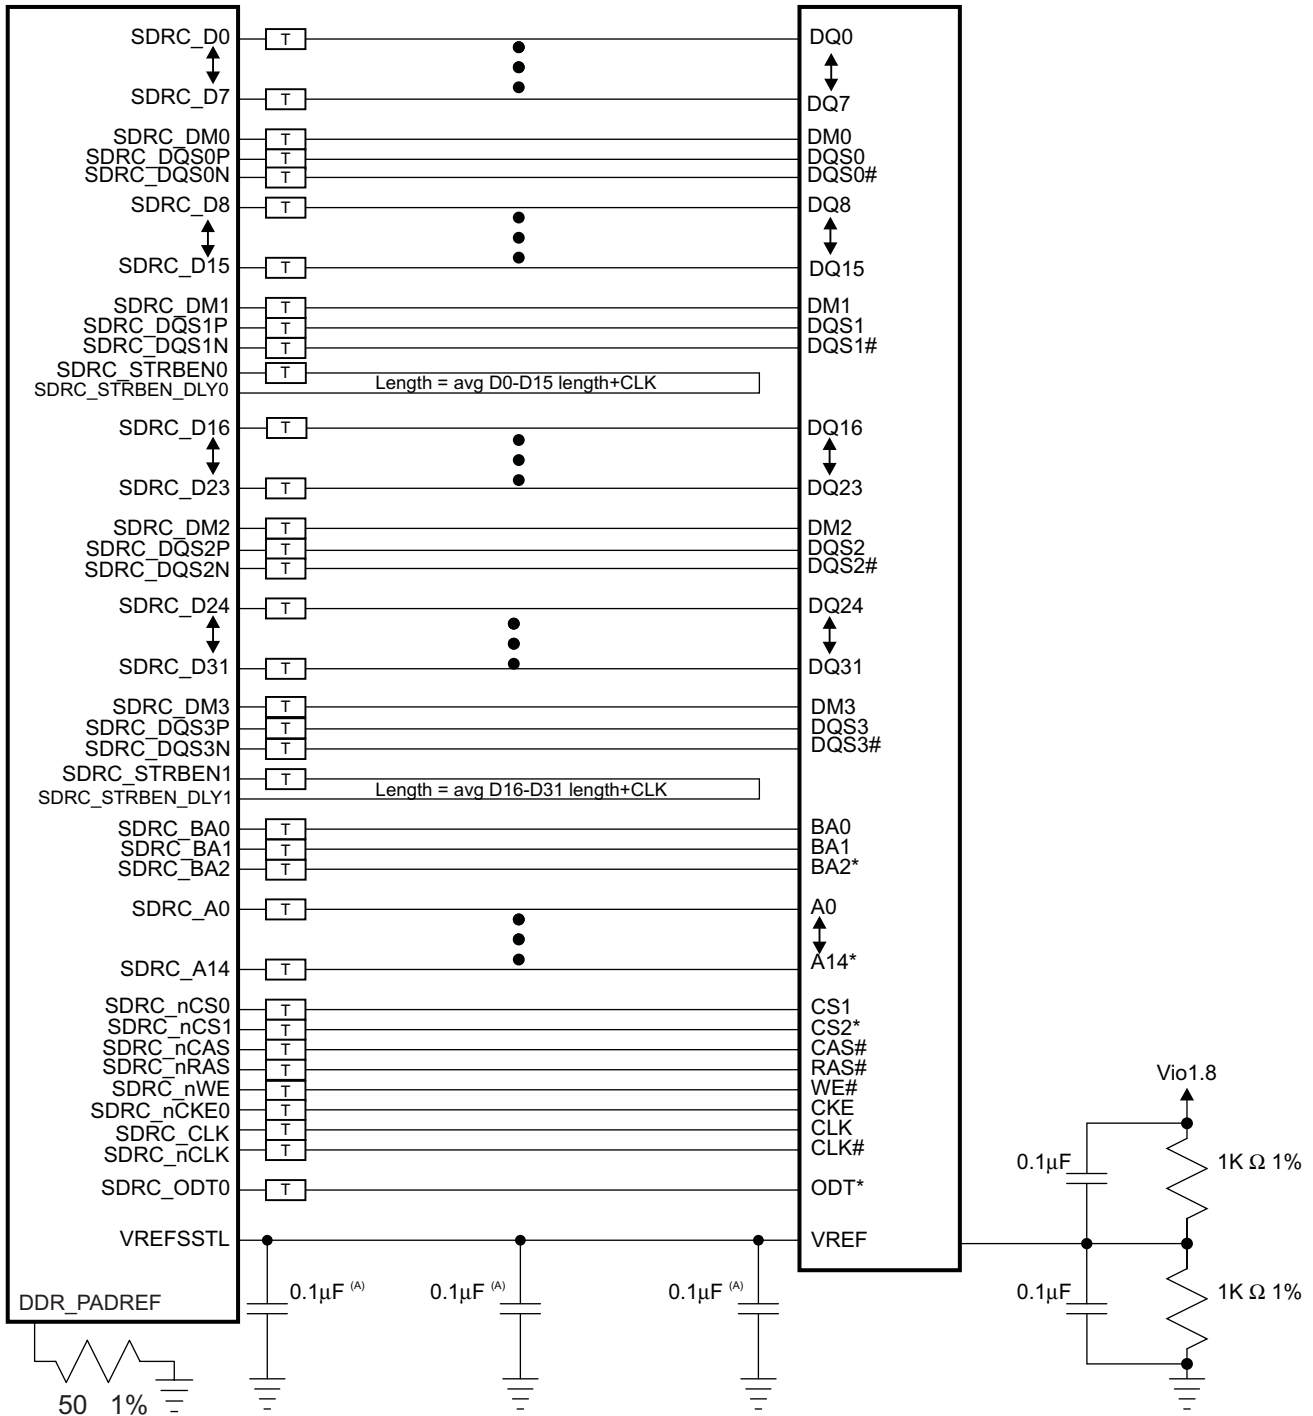 SDRC_D0 T DQ0
SDRC_D7 T DQ7
SDRC_DM0 T DM0
SDRC_DQS0P T DQS0
SDRC_DQS0N T DQS0#
SDRC_D8 T DQ8
SDRC_D15 T DQ15
SDRC_DM1 T DM1
SDRC_DQS1P T DQS1
SDRC_DQS1N T DQS1#
SDRC_STRBEN0 T
SDRC_STRBEN_DLY0 Length = avg D0-D15 length+CLK
SDRC_D16 T DQ16
SDRC_D23 T DQ23
SDRC_DM2 T DM2
SDRC_DQS2P T DQS2
SDRC_DQS2N T DQS2#
SDRC_D24 T DQ24
SDRC_D31 T DQ31
SDRC_DM3 T DM3
SDRC_DQS3P T DQS3
SDRC_DQS3N T DQS3#
SDRC_STRBEN1 T
SDRC_STRBEN_DLY1 Length = avg D16-D31 length+CLK
SDRC_BA0 T BA0
SDRC_BA1 T BA1
SDRC_BA2 T BA2*
SDRC_A0 T A0
SDRC_A14 T A14*
SDRC_nCS0 T CS1
SDRC_nCS1 T CS2*
SDRC_nCAS T CAS#
SDRC_nRAS T RAS#
SDRC_nWE T WE#
SDRC_nCKE0 T CKE
SDRC_CLK T CLK
SDRC_nCLK T CLK#
SDRC_ODT0 T ODT*
VREFSSTL VREF
Vio1.8
0.1μF 1K Ω 1%
0.1μF (A) 0.1μF (A) 0.1μF (A) 0.1μF 1K Ω 1%
DDR_PADREF
50 1%